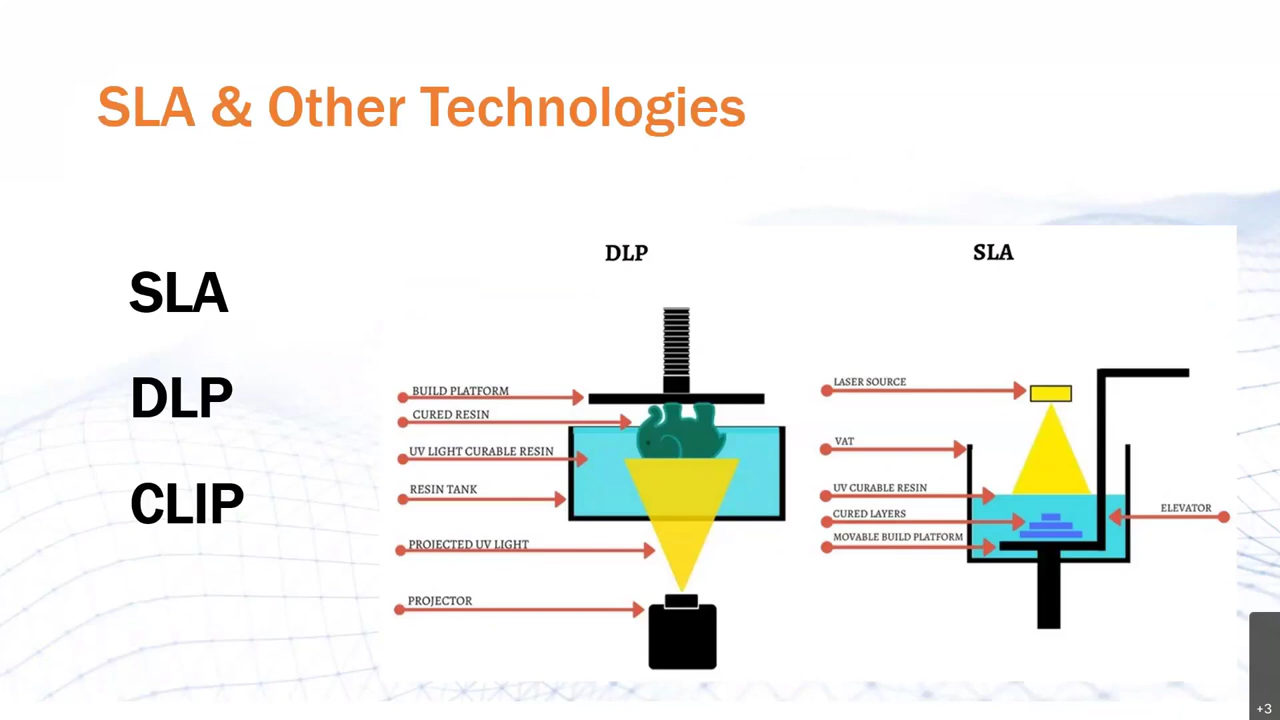 SLA & Other Technologies
SLA
DLP
CLIP
DLP
BUILD PLATFORM
CURED RESIN
UV LIGHT CURABLE RESIN
RESIN TANK
PROJECTED UV LIGHT
PROJECTOR
SLA
LASER SOURCE
VAT
UV CURABLE RESIN
CURED LAYERS
MOVABLE BUILD PLATFORM
ELEVATOR
+3